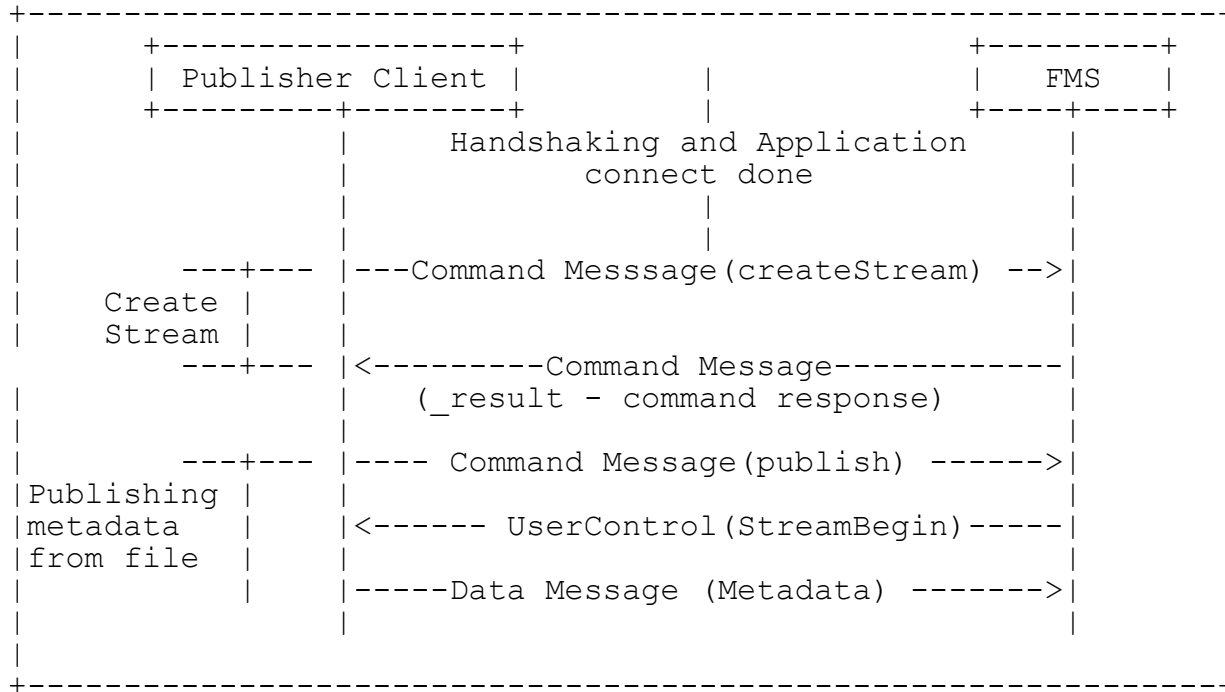 Publisher Client FMS
Handshaking and Application
connect done
Command Messsage(createStream)
Create
Stream
Command Message
(_result - command response)
Command Message(publish)
Publishing
metadata UserControl(StreamBegin)
from file
Data Message (Metadata)